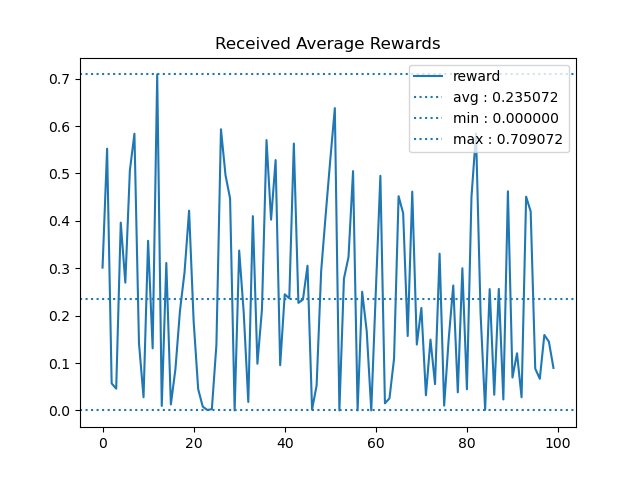 Received Average Rewards
reward
avg : 0.235072
min : 0.000000
max : 0.709072
0.7
0.6
0.5
0.4
0.3
0.2
0.1
0.0
0 20 40 60 80 100